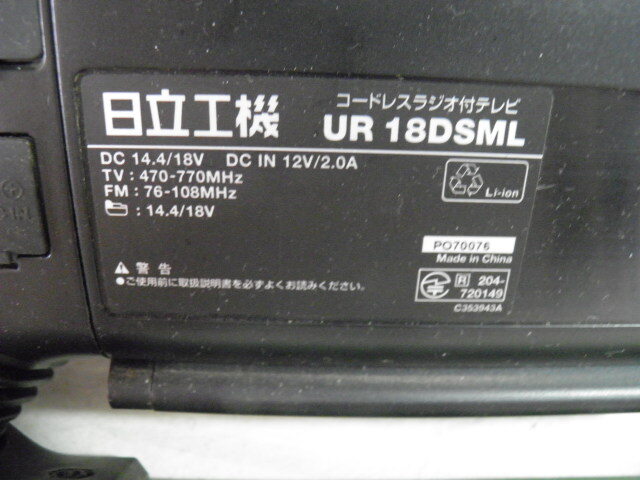 日立工機
コードレスラジオ付テレビ
UR 18DSML
DC 14.4/18V DC IN 12V/2.0A
TV : 470-770MHz
FM : 76-108MHz
: 14.4/18V
Li-ion
PO70076
Made in China
警告
●ご使用前に取扱説明書を必ずよくお読みください。
R 204-
720149
C353943A